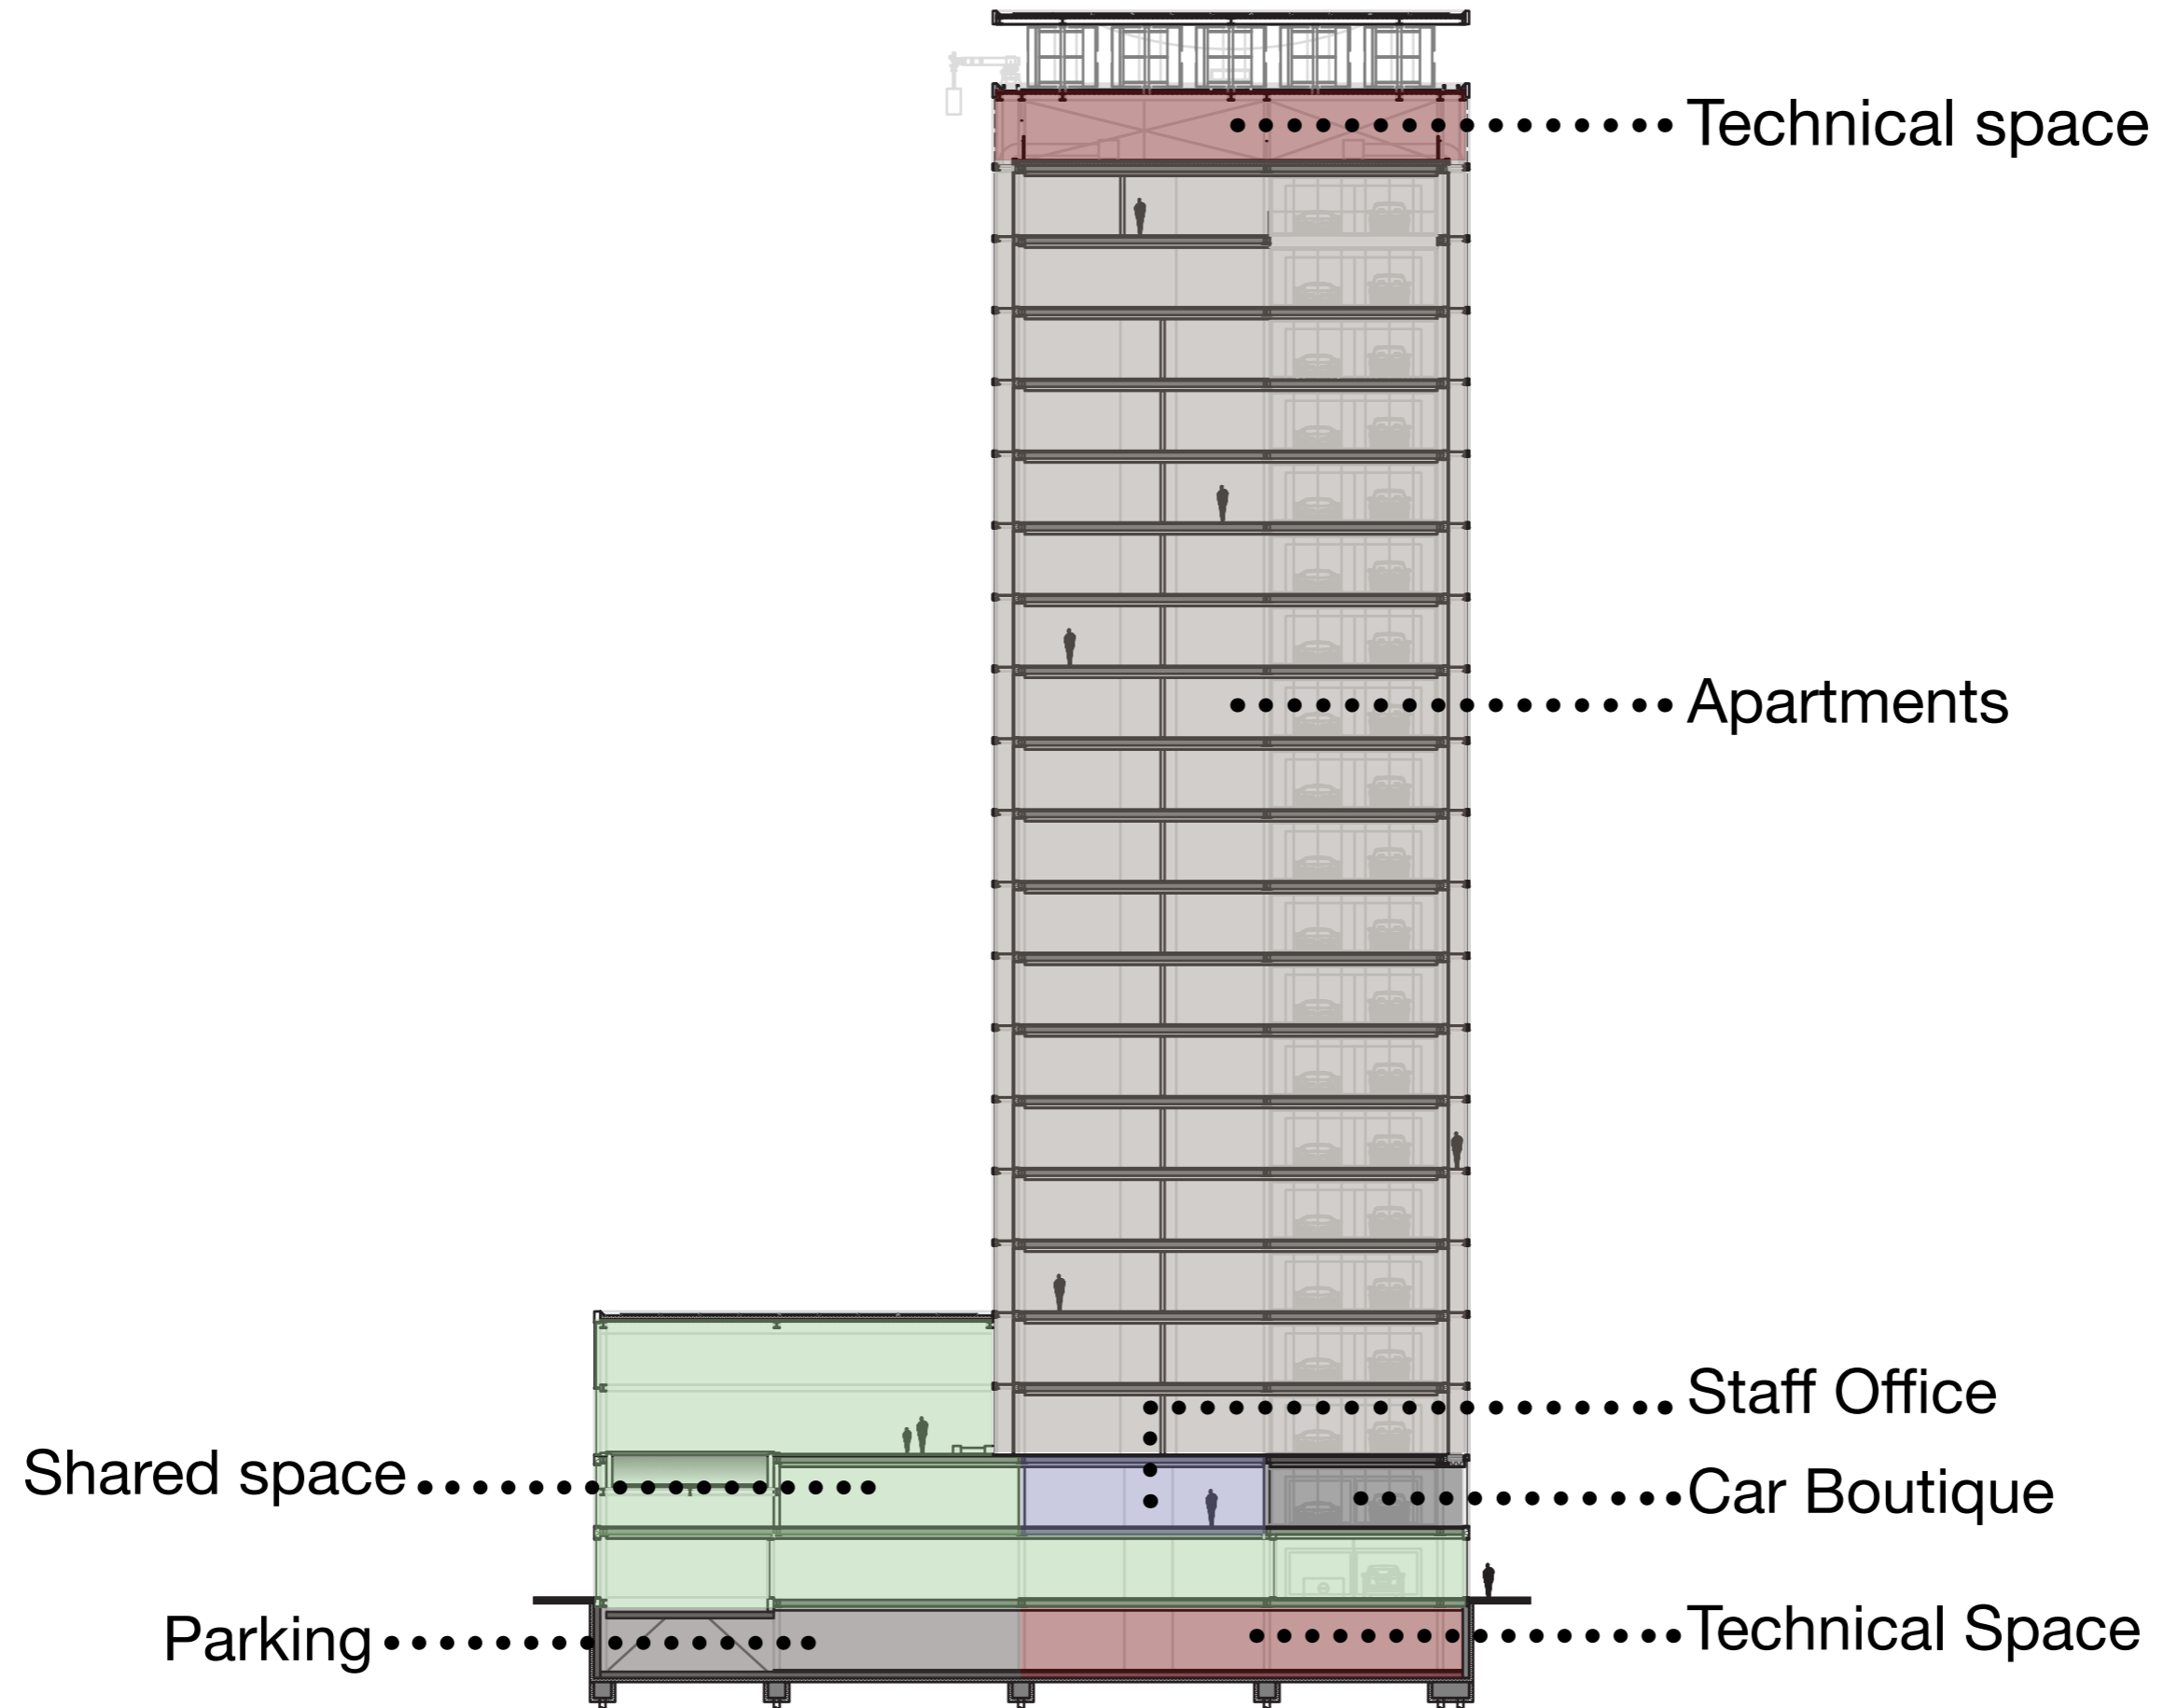 Technical space
Apartments
Staff Office
Shared space
Car Boutique
Parking
Technical Space